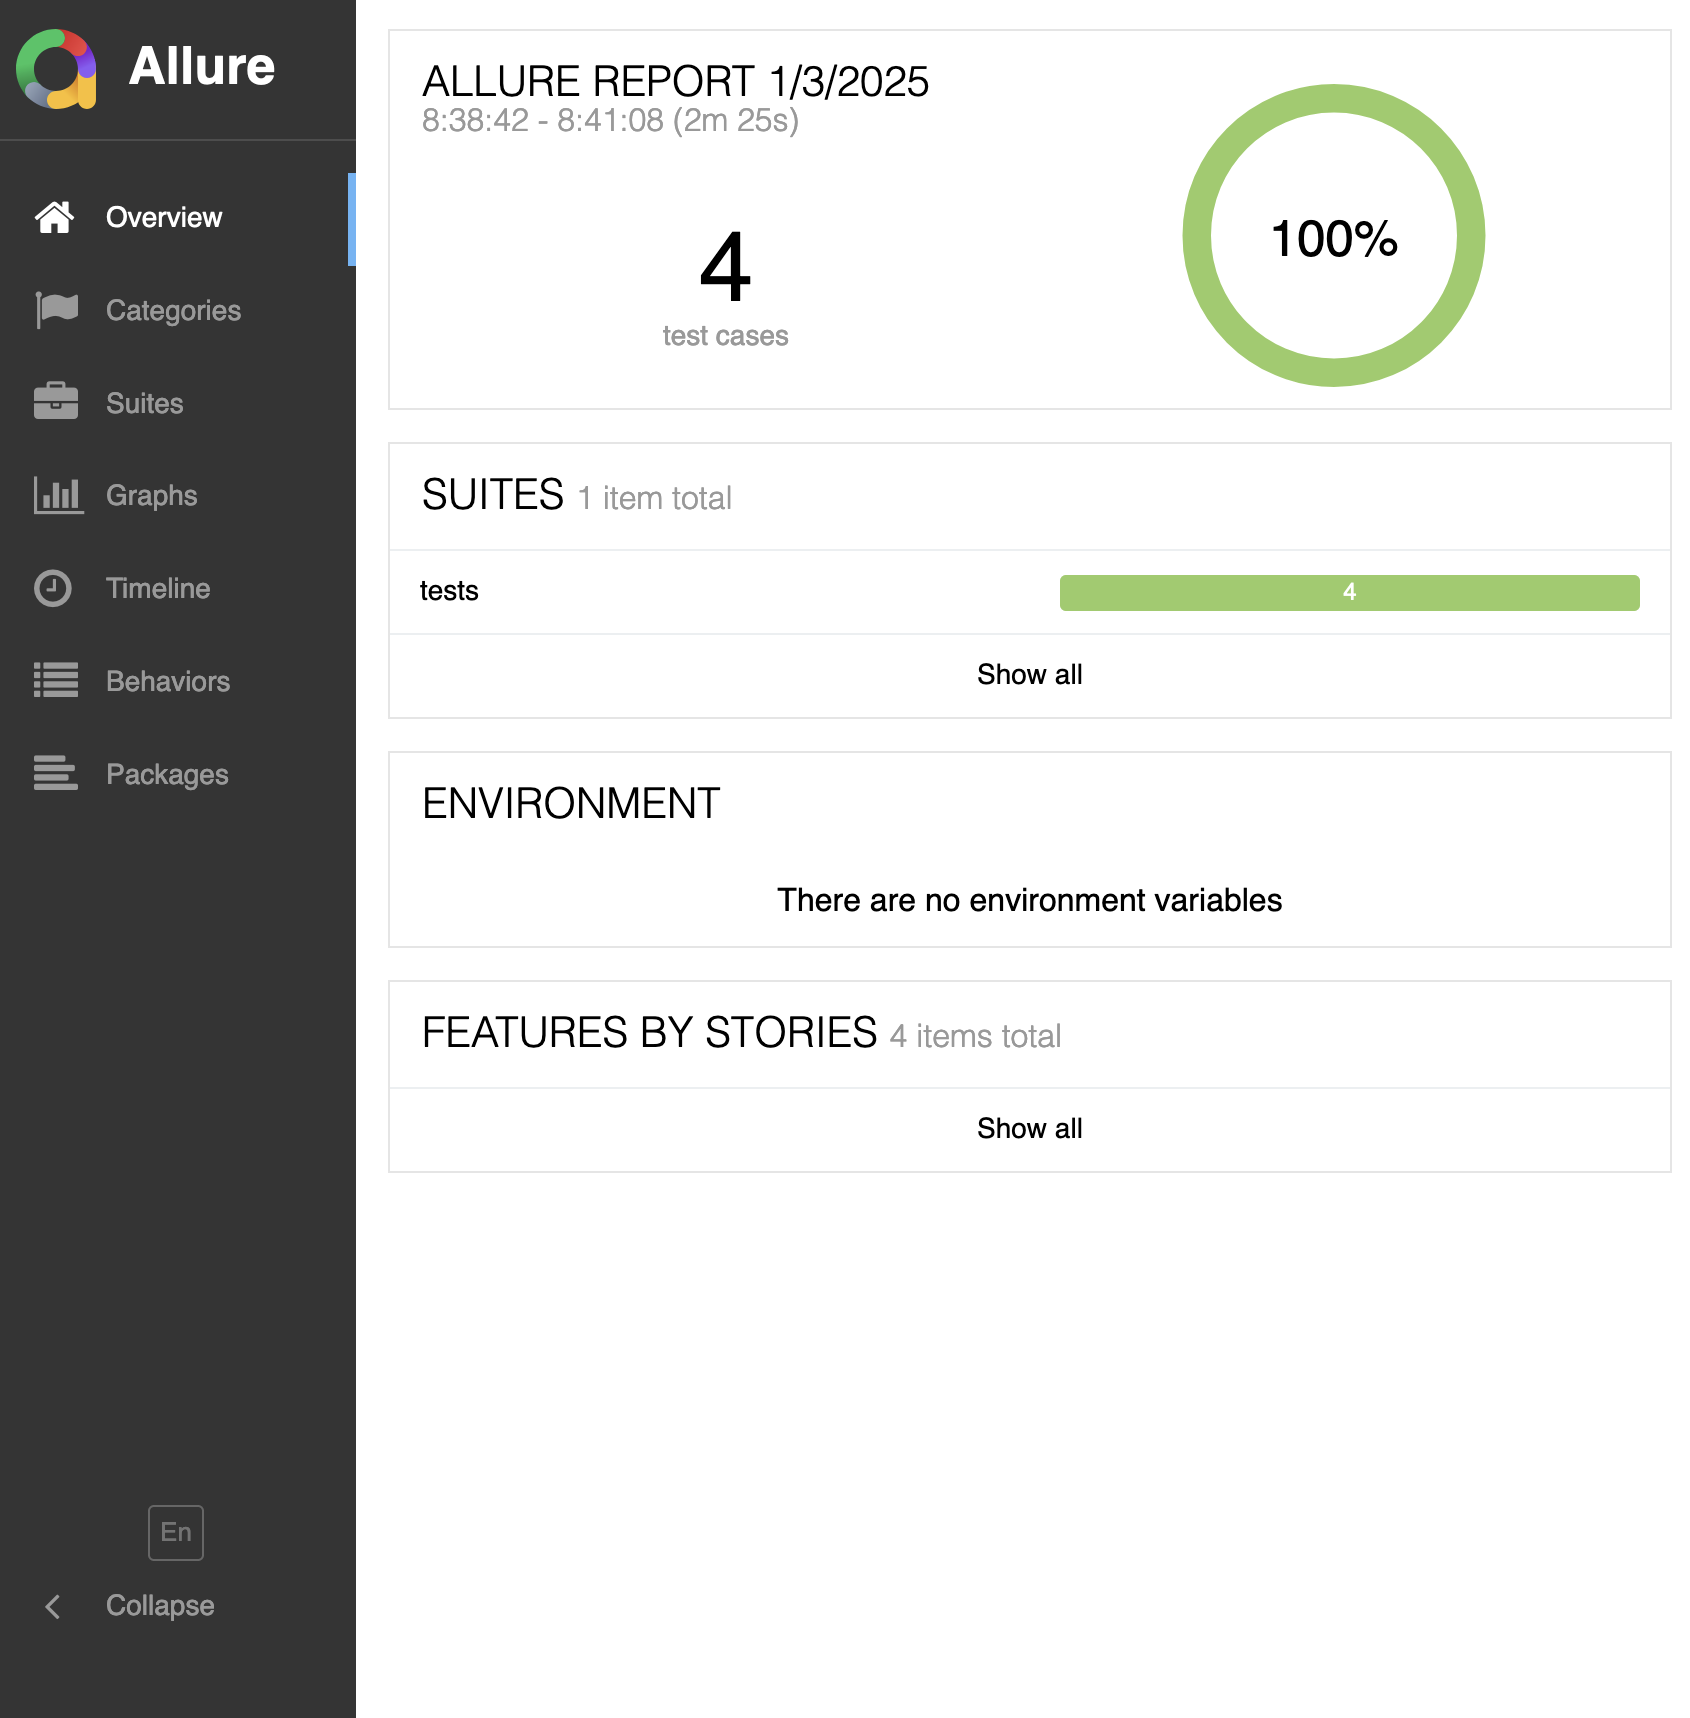 Allure
Overview
Categories
Suites
Graphs
Timeline
Behaviors
Packages
En
Collapse
ALLURE REPORT 1/3/2025
8:38:42 - 8:41:08 (2m 25s)
4
test cases
100%
SUITES 1 item total
tests 4
Show all
ENVIRONMENT
There are no environment variables
FEATURES BY STORIES 4 items total
Show all